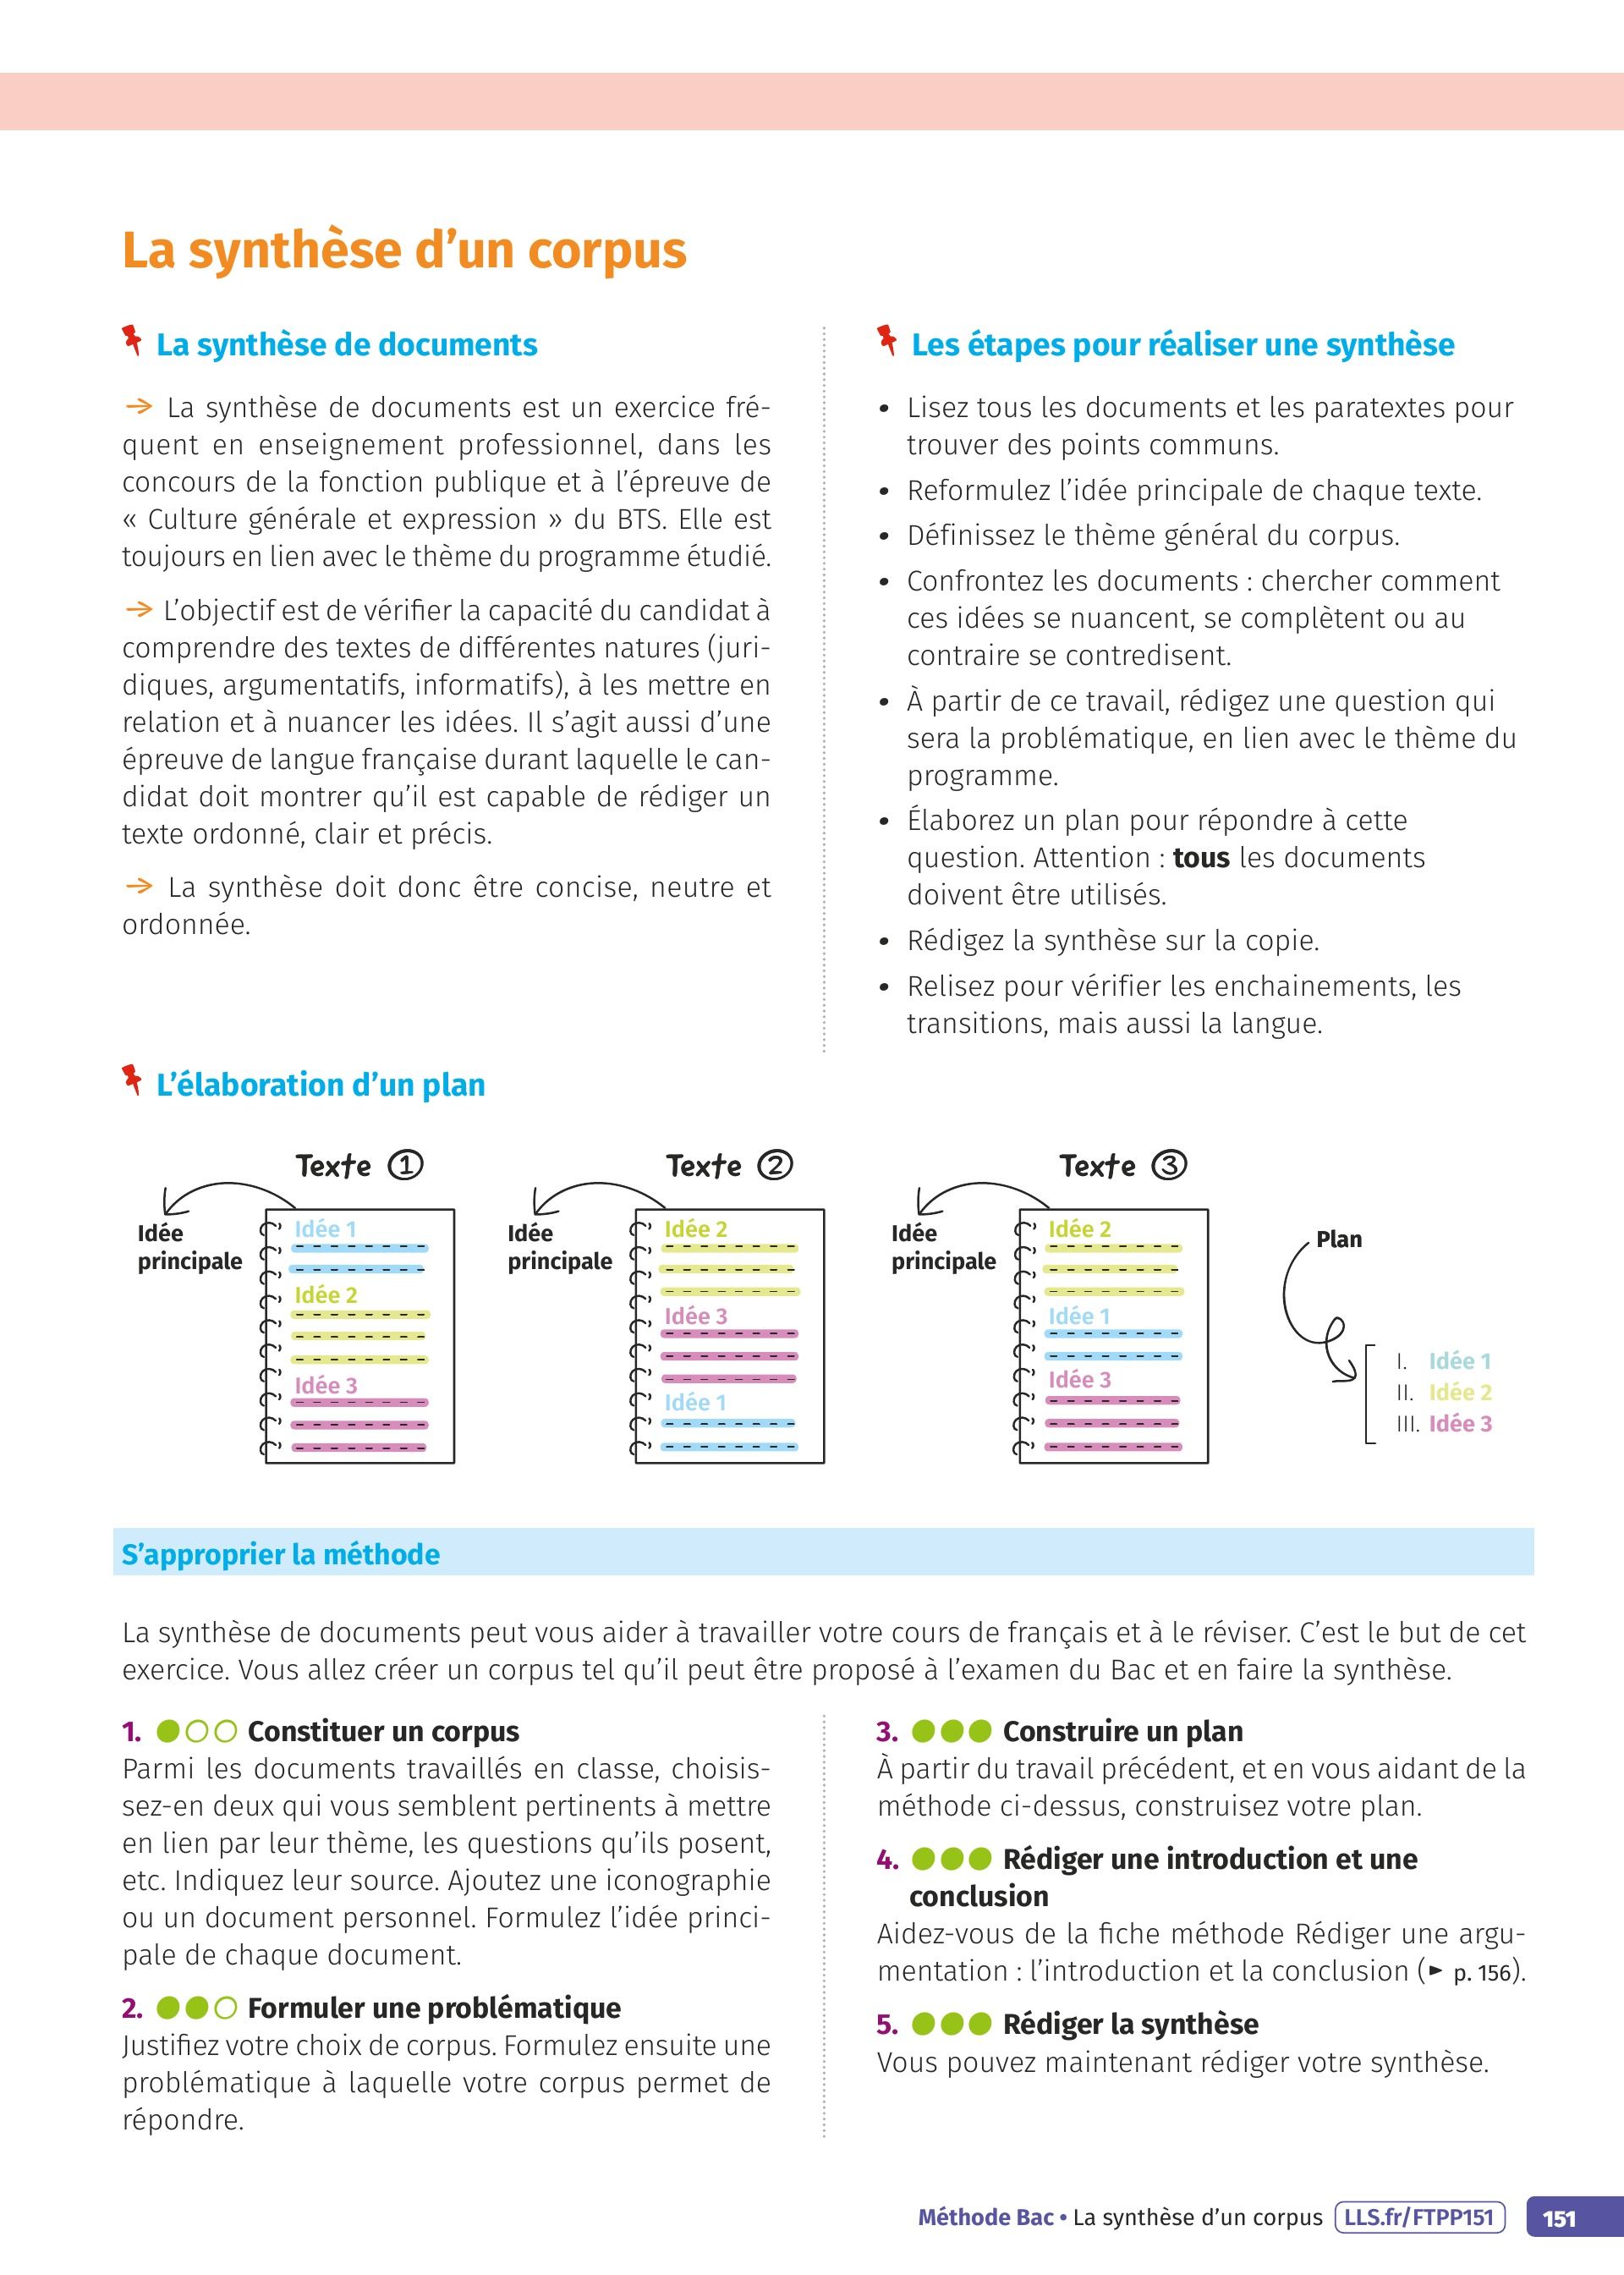 La synthèse d'un corpus
La synthèse de documents
→ La synthèse de documents est un exercice fré-
quent en enseignement professionnel, dans les
concours de la fonction publique et à l'épreuve de
« Culture générale et expression » du BTS. Elle est
toujours en lien avec le thème du programme étudié.
→ L'objectif est de vérifier la capacité du candidat à
comprendre des textes de différentes natures (juri-
diques, argumentatifs, informatifs), à les mettre en
relation et à nuancer les idées. Il s'agit aussi d'une
épreuve de langue française durant laquelle le can-
didat doit montrer qu'il est capable de rédiger un
texte ordonné, clair et précis.
→ La synthèse doit donc être concise, neutre et
ordonnée.
Les étapes pour réaliser une synthèse
• Lisez tous les documents et les paratextes pour
trouver des points communs.
• Reformulez l'idée principale de chaque texte.
• Définissez le thème général du corpus.
• Confrontez les documents : chercher comment
ces idées se nuancent, se complètent ou au
contraire se contredisent.
• À partir de ce travail, rédigez une question qui
sera la problématique, en lien avec le thème du
programme.
• Élaborez un plan pour répondre à cette
question. Attention : tous les documents
doivent être utilisés.
• Rédigez la synthèse sur la copie.
• Relisez pour vérifier les enchainements, les
transitions, mais aussi la langue.
L'élaboration d'un plan
Texte 1
Idée
principale
Idée 1
Idée 2
Idée 3
Texte 2
Idée
principale
Idée 2
Idée 3
Idée 1
Texte 3
Idée
principale
Idée 2
Idée 1
Idée 3
Plan
I. Idée 1
II. Idée 2
III. Idée 3
S'approprier la méthode
La synthèse de documents peut vous aider à travailler votre cours de français et à le réviser. C'est le but de cet
exercice. Vous allez créer un corpus tel qu'il peut être proposé à l'examen du Bac et en faire la synthèse.
1. Constituer un corpus
Parmi les documents travaillés en classe, choisis-
sez-en deux qui vous semblent pertinents à mettre
en lien par leur thème, les questions qu'ils posent,
etc. Indiquez leur source. Ajoutez une iconographie
ou un document personnel. Formulez l'idée princi-
pale de chaque document.
2. Formuler une problématique
Justifiez votre choix de corpus. Formulez ensuite une
problématique à laquelle votre corpus permet de
répondre.
3. Construire un plan
À partir du travail précédent, et en vous aidant de la
méthode ci-dessus, construisez votre plan.
4. Rédiger une introduction et une
conclusion
Aidez-vous de la fiche méthode Rédiger une argu-
mentation : l'introduction et la conclusion (► p. 156).
5. Rédiger la synthèse
Vous pouvez maintenant rédiger votre synthèse.
Méthode Bac • La synthèse d'un corpus LLS.fr/FTPP151 151